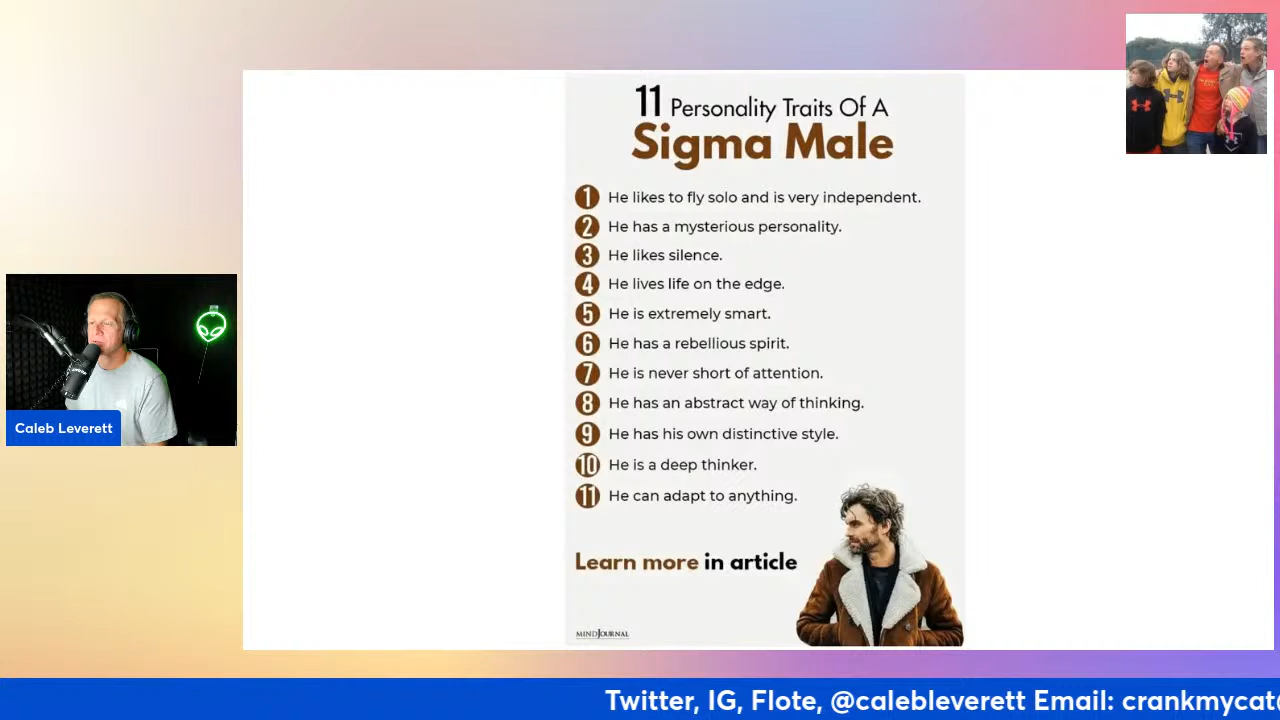 11 Personality Traits Of A
Sigma Male
1 He likes to fly solo and is very independent.
2 He has a mysterious personality.
3 He likes silence.
4 He lives life on the edge.
5 He is extremely smart.
6 He has a rebellious spirit.
7 He is never short of attention.
8 He has an abstract way of thinking.
9 He has his own distinctive style.
10 He is a deep thinker.
11 He can adapt to anything.
Learn more in article
MINDJOURNAL
Caleb Leverett
Twitter, IG, Flote, @calebleverett Email: crankmycat